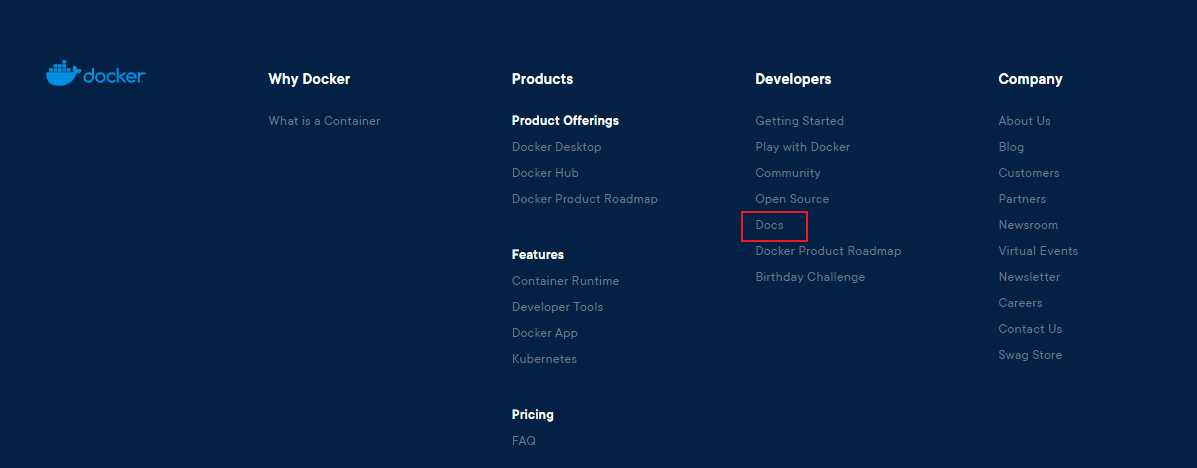 docker
Why Docker
What is a Container
Products
Product Offerings
Docker Desktop
Docker Hub
Docker Product Roadmap
Features
Container Runtime
Developer Tools
Docker App
Kubernetes
Pricing
FAQ
Developers
Getting Started
Play with Docker
Community
Open Source
Docs
Docker Product Roadmap
Birthday Challenge
Company
About Us
Blog
Customers
Partners
Newsroom
Virtual Events
Newsletter
Careers
Contact Us
Swag Store